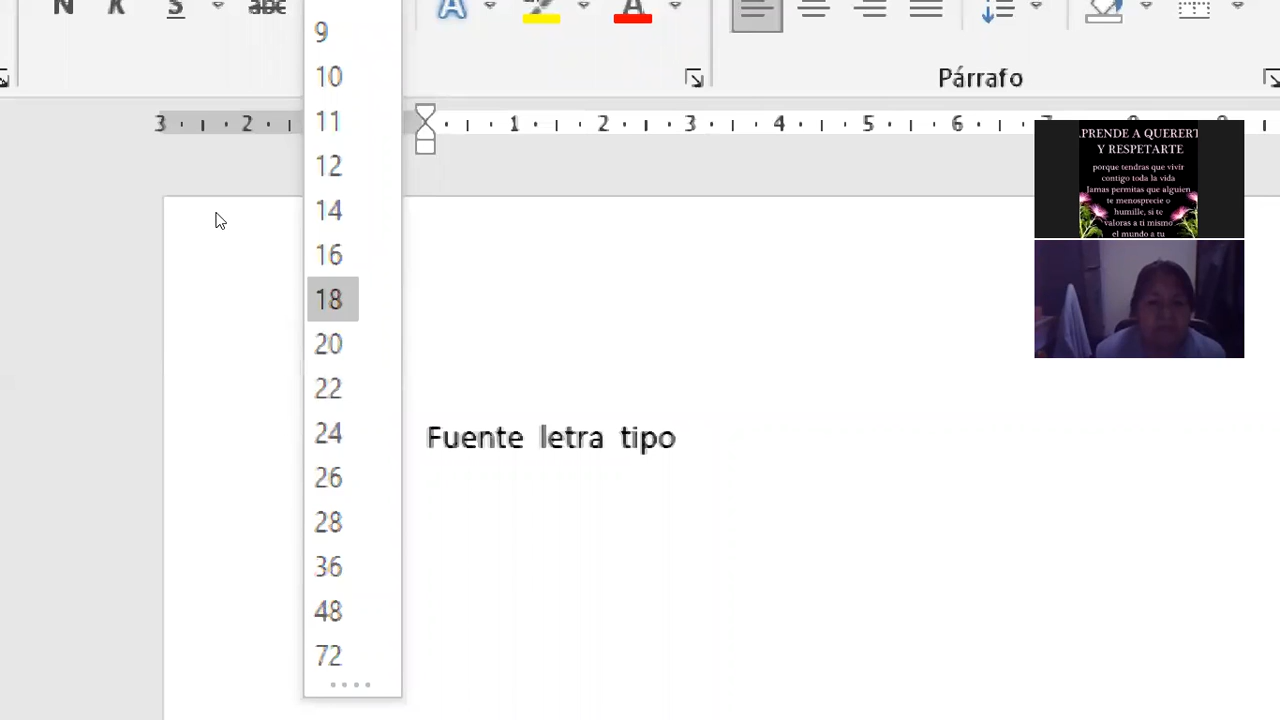 N K S abc A A
9
10
11
12
14
16
18
20
22
24
26
28
36
48
72
Párrafo
3 2 1 2 3 4 5 6
APRENDE A QUERERT
Y RESPETARTE
porque tendras que vivir
contigo toda la vida
Jamas permitas que alguien
te menosprecie o
humille, si te
valoras a ti mismo
el mundo a tu
Fuente letra tipo